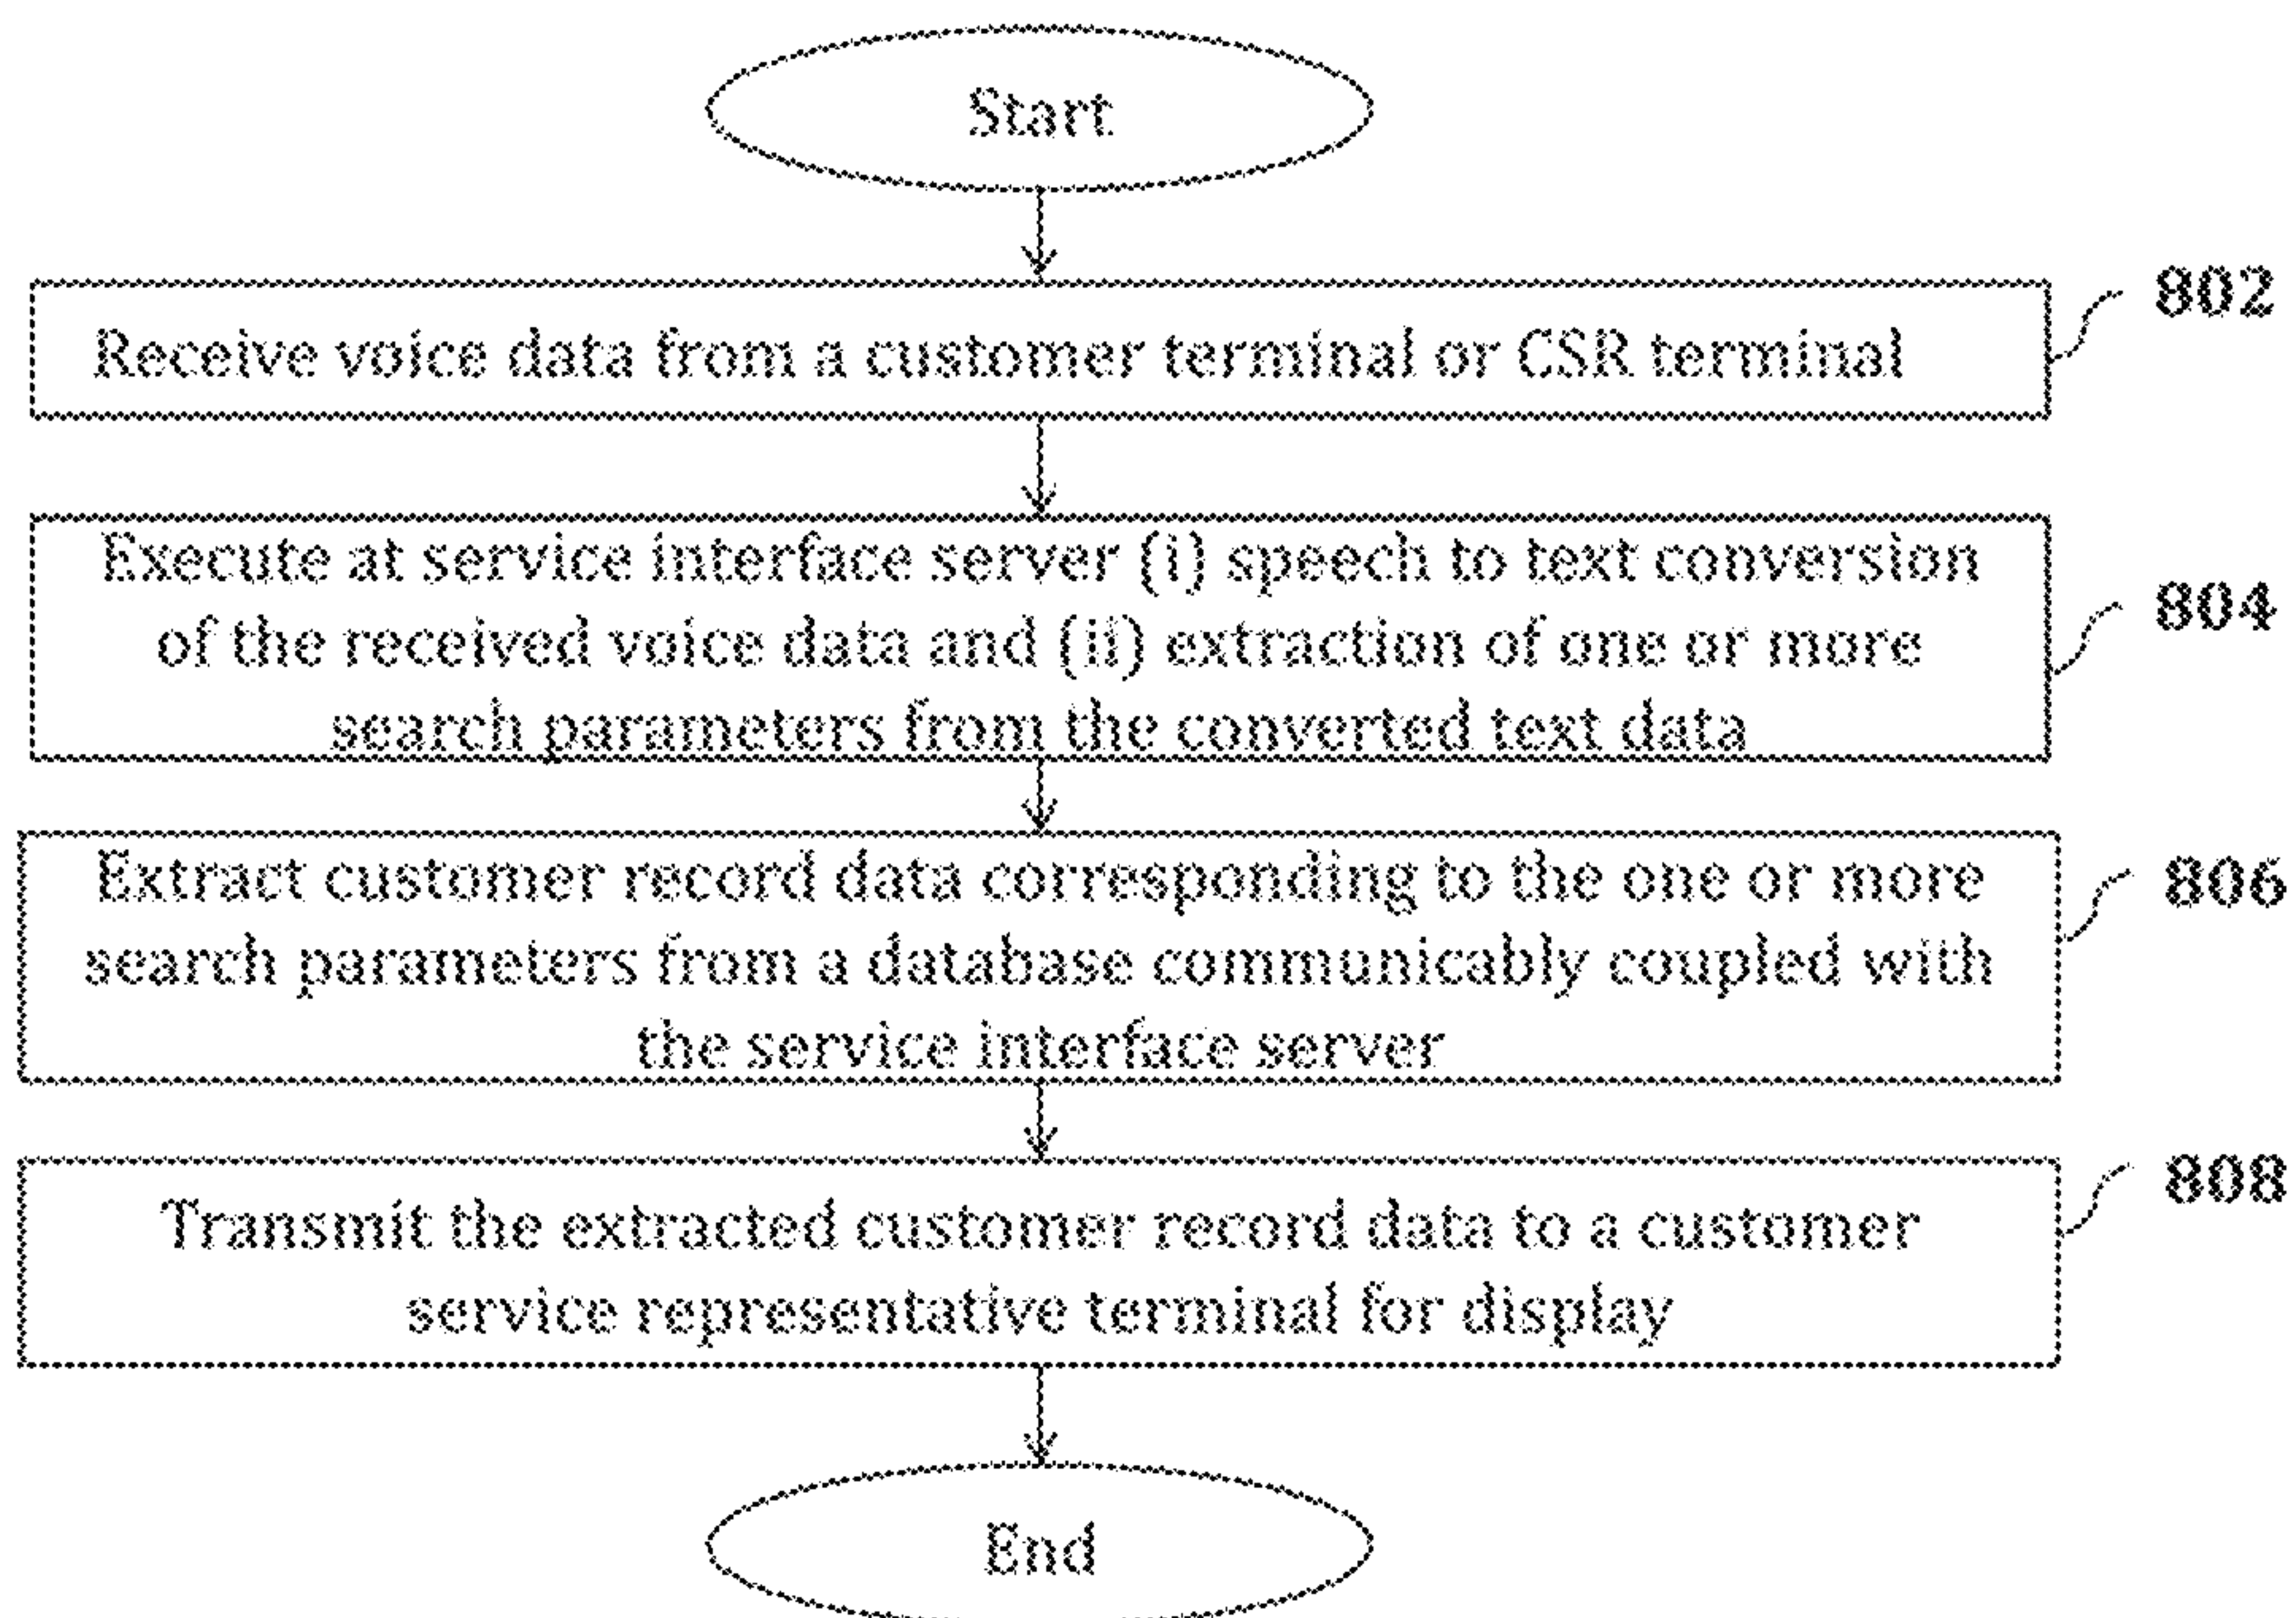 Start
802
Receive voice data from a customer terminal or CSR terminal
Execute at service interface server (i) speech to text conversion
804
of the received voice data and (ii) extraction of one or more
search parameters from the converted text data
Extract customer record data corresponding to the one or more
806
search parameters from a database communicably coupled with
the service interface server
808
Transmit the extracted customer record data to a customer
service representative terminal for display
End